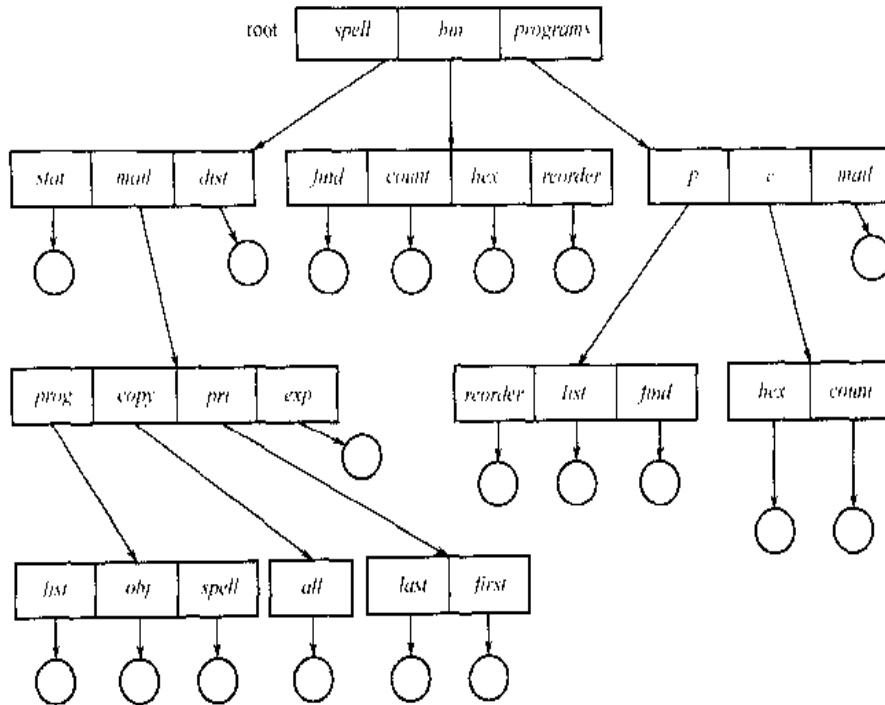 root spell bin programs
stat mail dist find count hex reorder p c mail
prog copy prt exp reorder list find hex count
list obj spell all last first